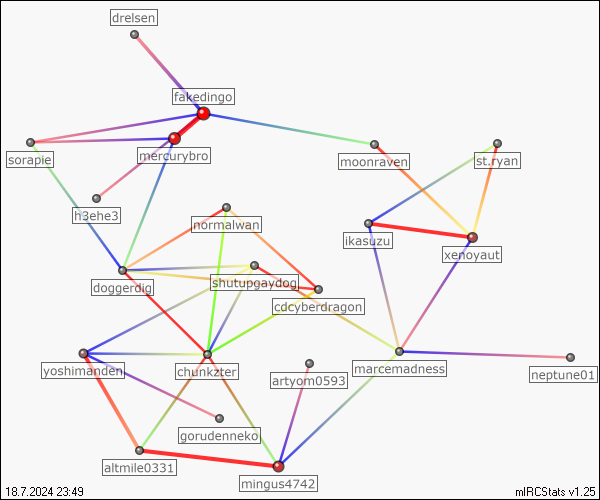 drelsen
fakedingo
mercurybro
sorapie
moonraven
st.ryan
h3ehe3
normalwan
ikasuzu
xenoyaut
doggerdig
shutupgaydog
cdcyberdragon
yoshimanden
chunkzter
artyom0593
marcemadness
neptune01
gorudenneko
altmile0331
mingus4742
18.7.2024 23:49
mIRCStats v1.25